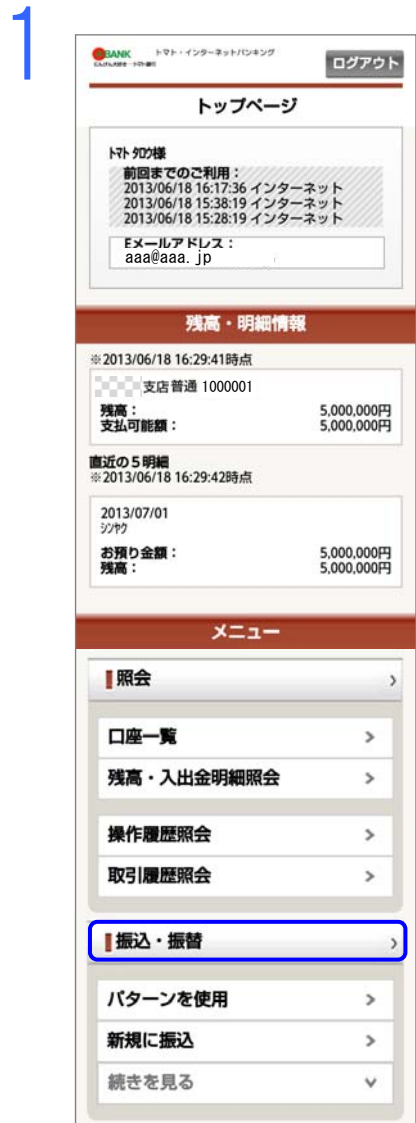 1
BANK トマト・インターネットバンキング
ログアウト
トップページ
トマト タロウ様
前回までのご利用：
2013/06/18 16:17:36 インターネット
2013/06/18 15:38:19 インターネット
2013/06/18 15:28:19 インターネット
Eメールアドレス：
aaa@aaa.jp
残高・明細情報
※2013/06/18 16:29:41時点
支店普通 1000001
残高： 5,000,000円
支払可能額： 5,000,000円
直近の5明細
※2013/06/18 16:29:42時点
2013/07/01
シンヤク
お預り金額： 5,000,000円
残高： 5,000,000円
メニュー
照会
口座一覧
残高・入出金明細照会
操作履歴照会
取引履歴照会
振込・振替
パターンを使用
新規に振込
続きを見る